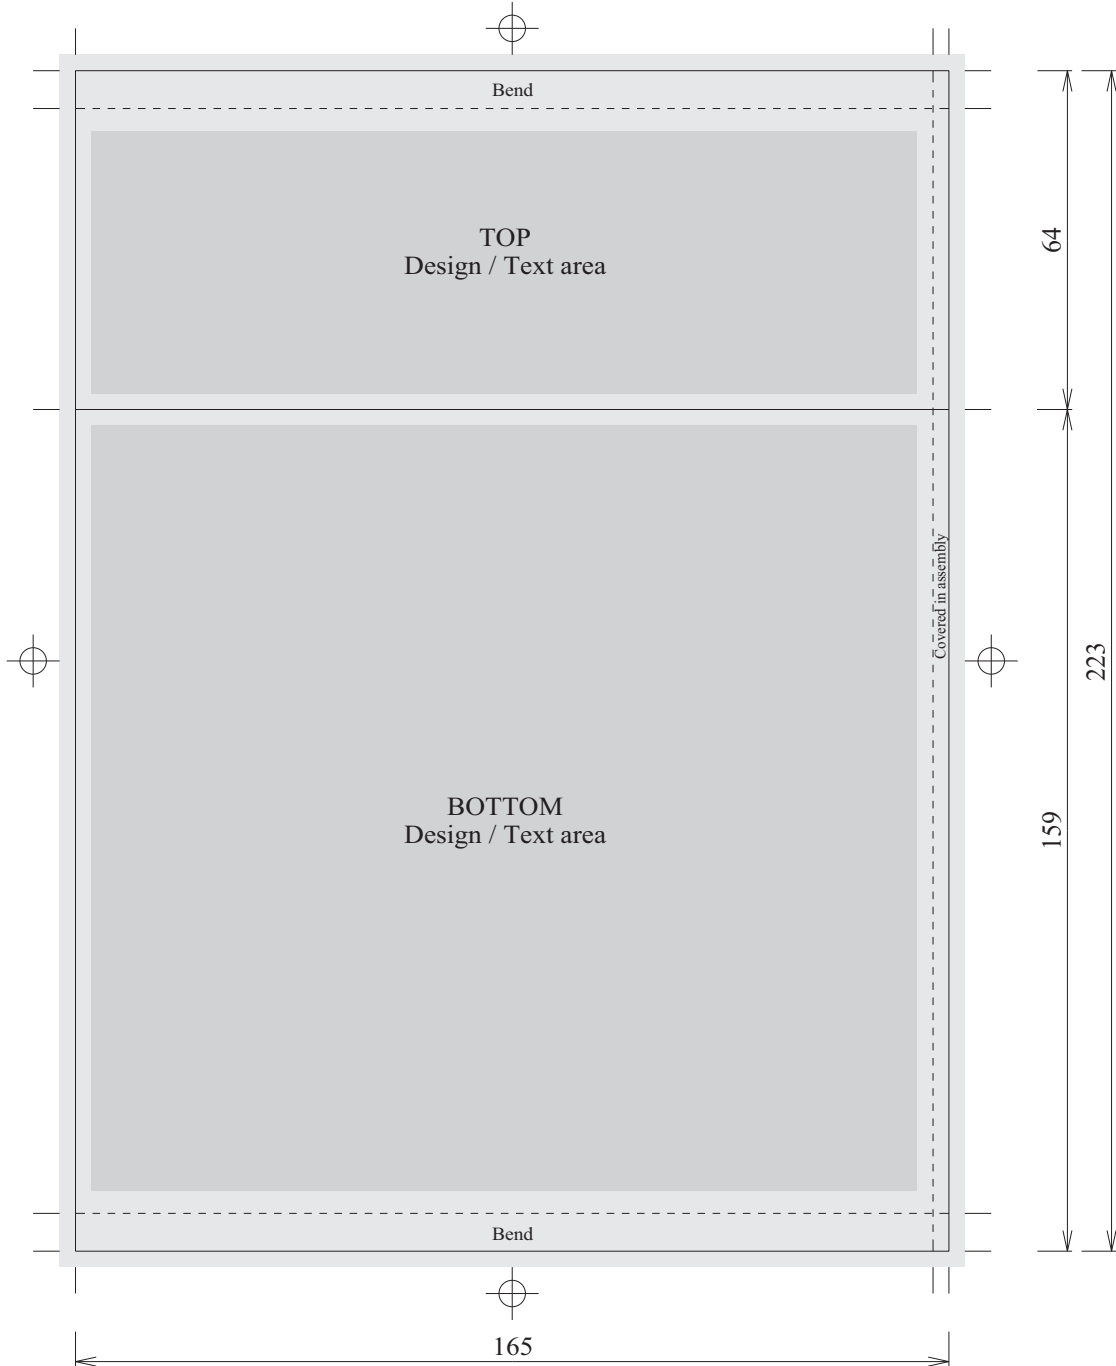 Bend
TOP
Design / Text area
64
Covered in assembly
223
159
BOTTOM
Design / Text area
Bend
165